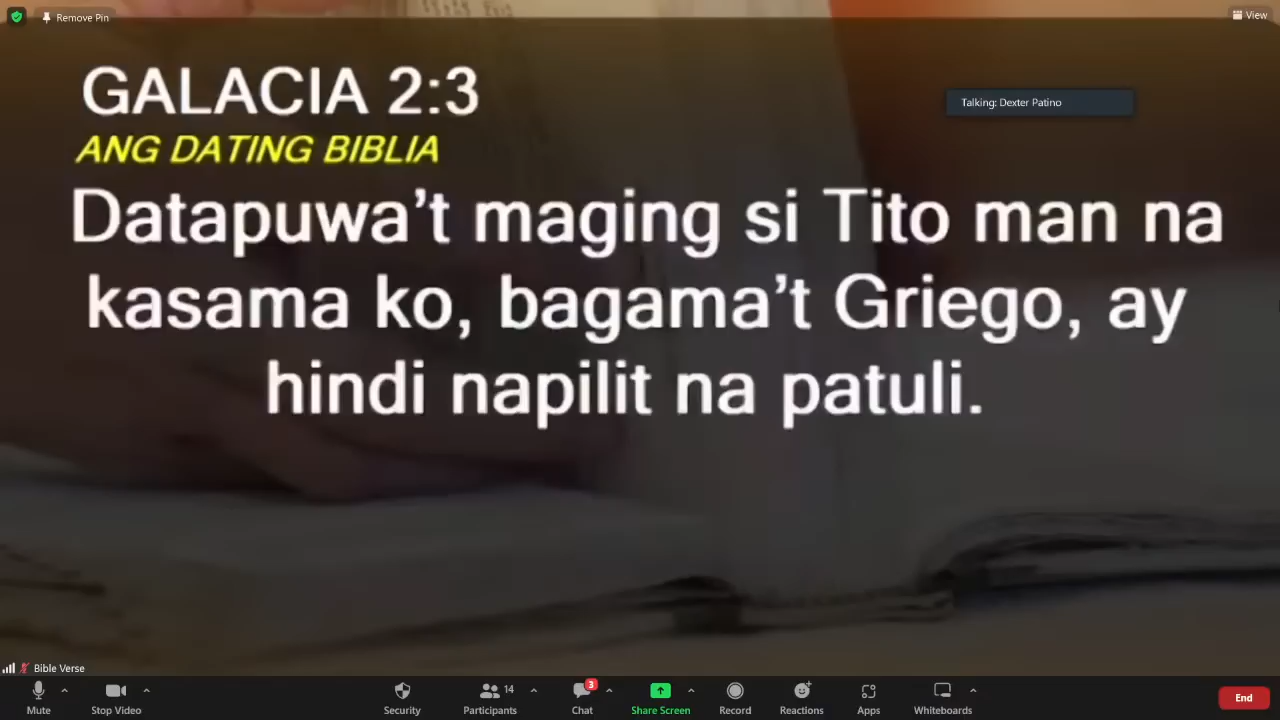 Remove Pin
View
GALACIA 2:3
Talking: Dexter Patino
ANG DATING BIBLIA
Datapuwa't maging si Tito man na
kasama ko, bagama't Griego, ay
hindi napilit na patuli.
Bible Verse
14
3
Mute
Stop Video
Security
Participants
Chat
Share Screen
Record
Reactions
Apps
Whiteboards
End